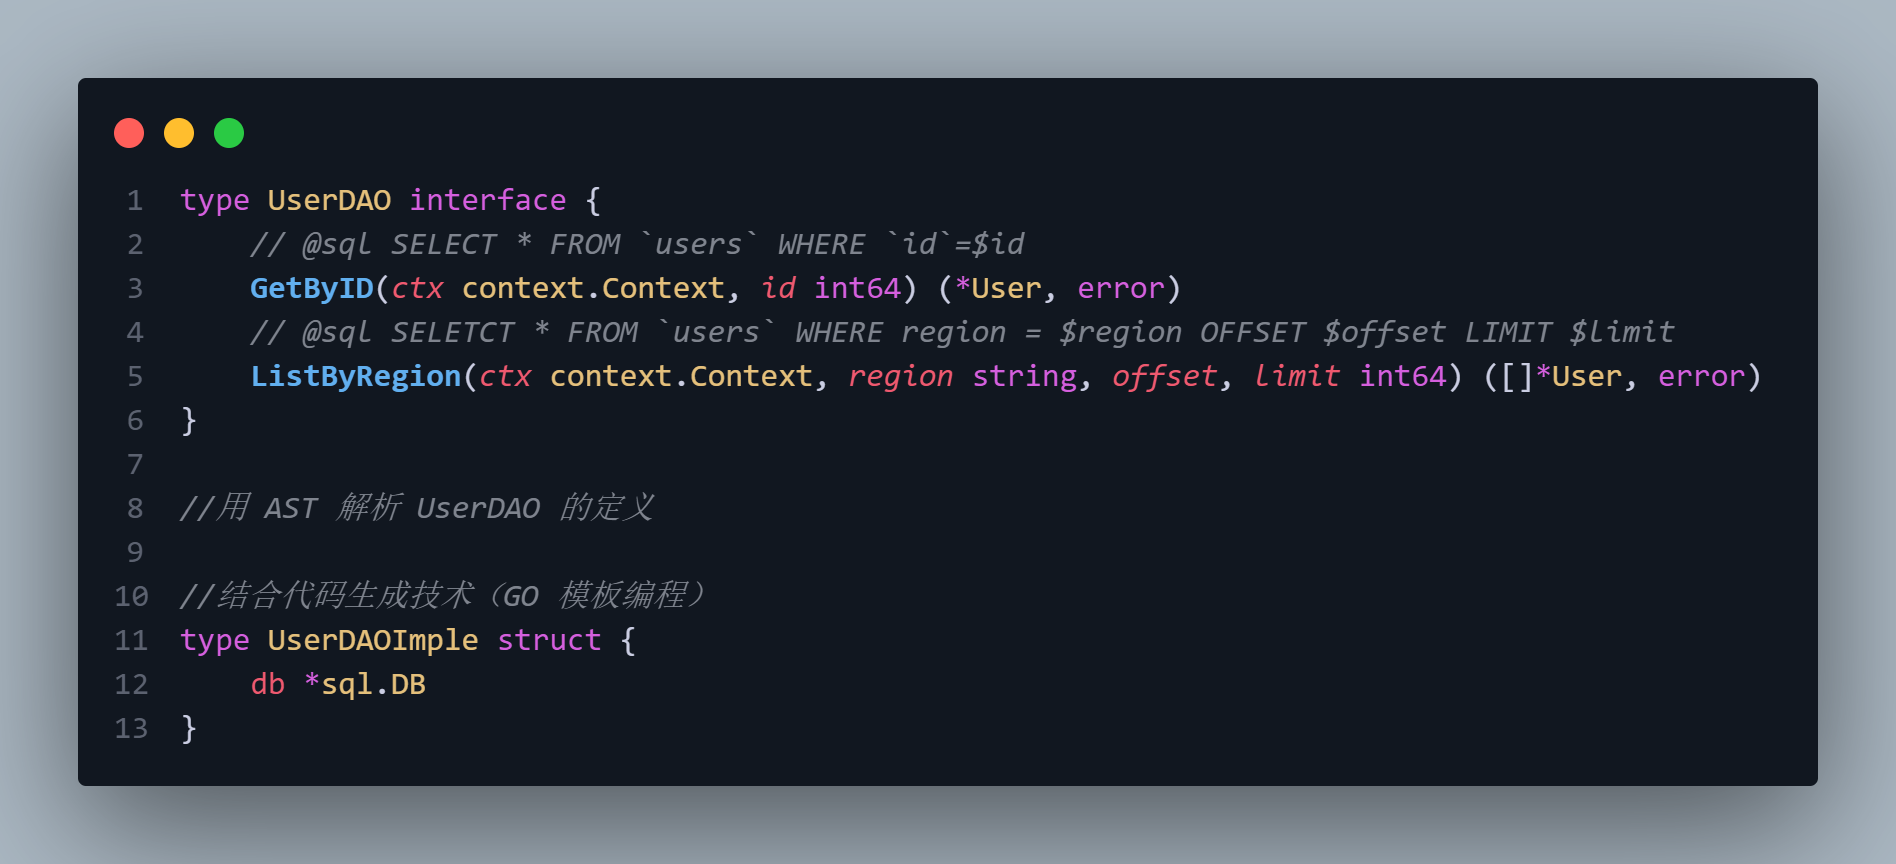 1 type UserDAO interface {
2     // @sql SELECT * FROM `users` WHERE `id`=$id
3     GetByID(ctx context.Context, id int64) (*User, error)
4     // @sql SELETCT * FROM `users` WHERE region = $region OFFSET $offset LIMIT $limit
5     ListByRegion(ctx context.Context, region string, offset, limit int64) ([]*User, error)
6 }
7
8 //用 AST 解析 UserDAO 的定义
9
10 //结合代码生成技术（GO 模板编程）
11 type UserDAOImple struct {
12     db *sql.DB
13 }